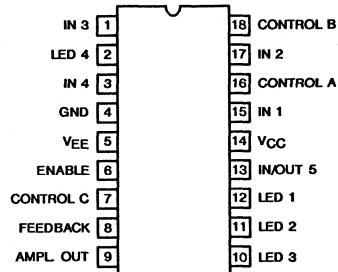 IN 3 1 18 CONTROL B
LED 4 2 17 IN 2
IN 4 3 16 CONTROL A
GND 4 15 IN 1
VEE 5 14 VCC
ENABLE 6 13 IN/OUT 5
CONTROL C 7 12 LED 1
FEEDBACK 8 11 LED 2
AMPL. OUT 9 10 LED 3